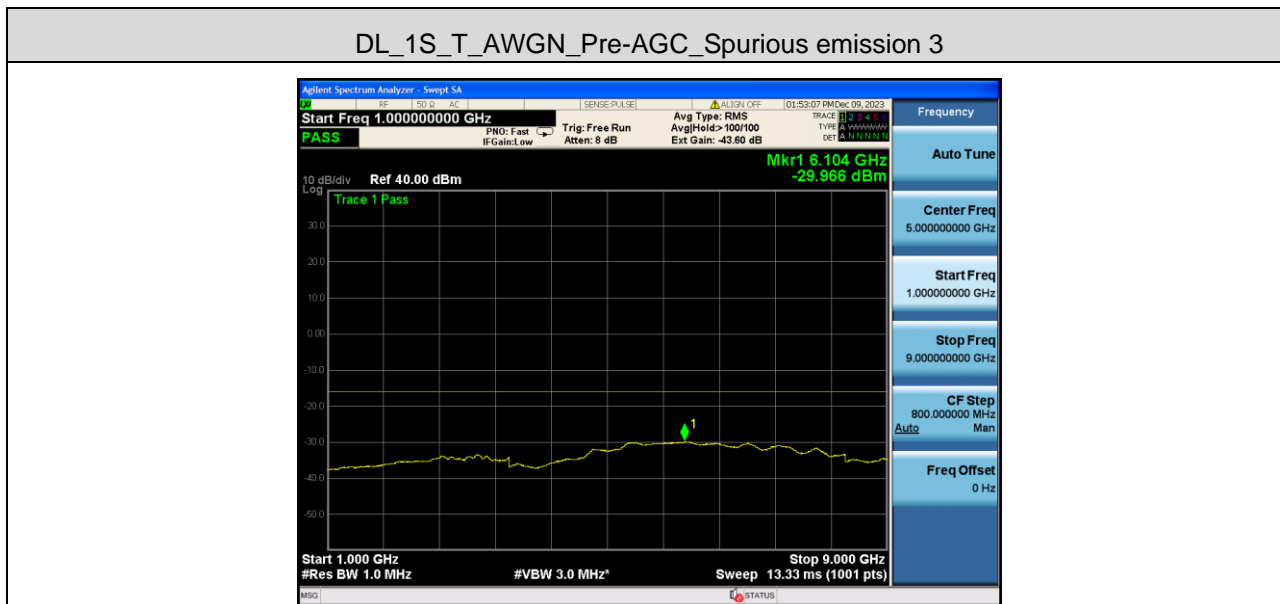 DL_1S_T_AWGN_Pre-AGC_Spurious emission 3
Agilent Spectrum Analyzer - Swept SA
RF 50 Ω AC SENSE:PULSE ALIGN OFF 01:53:07 PM Dec 09, 2023
Start Freq 1.000000000 GHz
PASS
PNO: Fast
IFGain:Low
Trig: Free Run
Atten: 8 dB
Avg Type: RMS
Avg|Hold:>100/100
Ext Gain: -43.60 dB
TRACE 1 2 3 4 5 6
TYPE A
DET A N N N N N
Mkr1 6.104 GHz
-29.966 dBm
10 dB/div Ref 40.00 dBm
Log
Trace 1 Pass
30.0
20.0
10.0
0.00
-10.0
-20.0
-30.0
-40.0
-50.0
1
Start 1.000 GHz Stop 9.000 GHz
#Res BW 1.0 MHz #VBW 3.0 MHz* Sweep 13.33 ms (1001 pts)
MSG STATUS
Frequency
Auto Tune
Center Freq
5.000000000 GHz
Start Freq
1.000000000 GHz
Stop Freq
9.000000000 GHz
CF Step
800.000000 MHz
Auto Man
Freq Offset
0 Hz